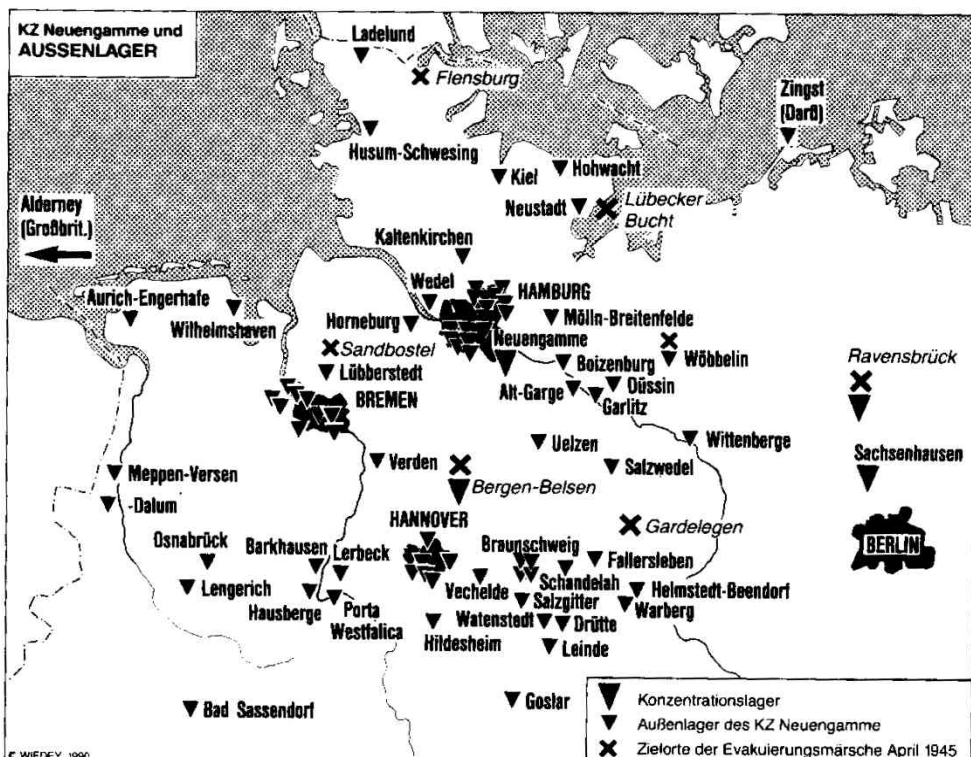 KZ Neuengamme und
AUSSENLAGER
Ladelund
Flensburg
Zingst
(Darß)
Husum-Schwesing
Kiel
Hohwacht
Neustadt
Lübecker
Bucht
Alderney
(Großbrit.)
Kaltenkirchen
Wedel
HAMBURG
Aurich-Engerhafe
Wilhelmshaven
Horneburg
Mölln-Breitenfelde
Neuengamme
Sandbostel
Lübberstedt
Boizenburg
Wöbbelin
Ravensbrück
Alt-Garge
Düssin
Garlitz
BREMEN
Uelzen
Wittenberge
Verden
Salzwedel
Sachsenhausen
Meppen-Versen
-Dalum
Bergen-Belsen
HANNOVER
Gardelegen
BERLIN
Osnabrück
Barkhausen
Lerbeck
Braunschweig
Fallersleben
Lengerich
Hausberge
Porta
Westfalica
Vechelde
Schandelah
Helmstedt-Beendorf
Salzgitter
Warberg
Hildesheim
Watenstedt
Drütte
Leinde
Bad Sassendorf
Goslar
Konzentrationslager
Außenlager des KZ Neuengamme
Zielorte der Evakuierungsmärsche April 1945
WIEDEY 1990